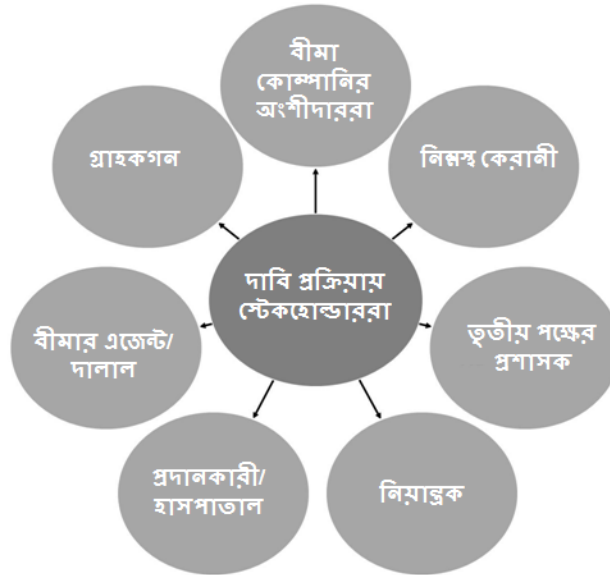 বীমা
কোম্পানির
অংশীদাররা
গ্রাহকগন
নিম্নস্থ কেরানী
দাবি প্রক্রিয়ায়
স্টেকহোল্ডাররা
বীমার এজেন্ট/
দালাল
তৃতীয় পক্ষের
প্রশাসক
প্রদানকারী/
হাসপাতাল
নিয়ান্ত্রক